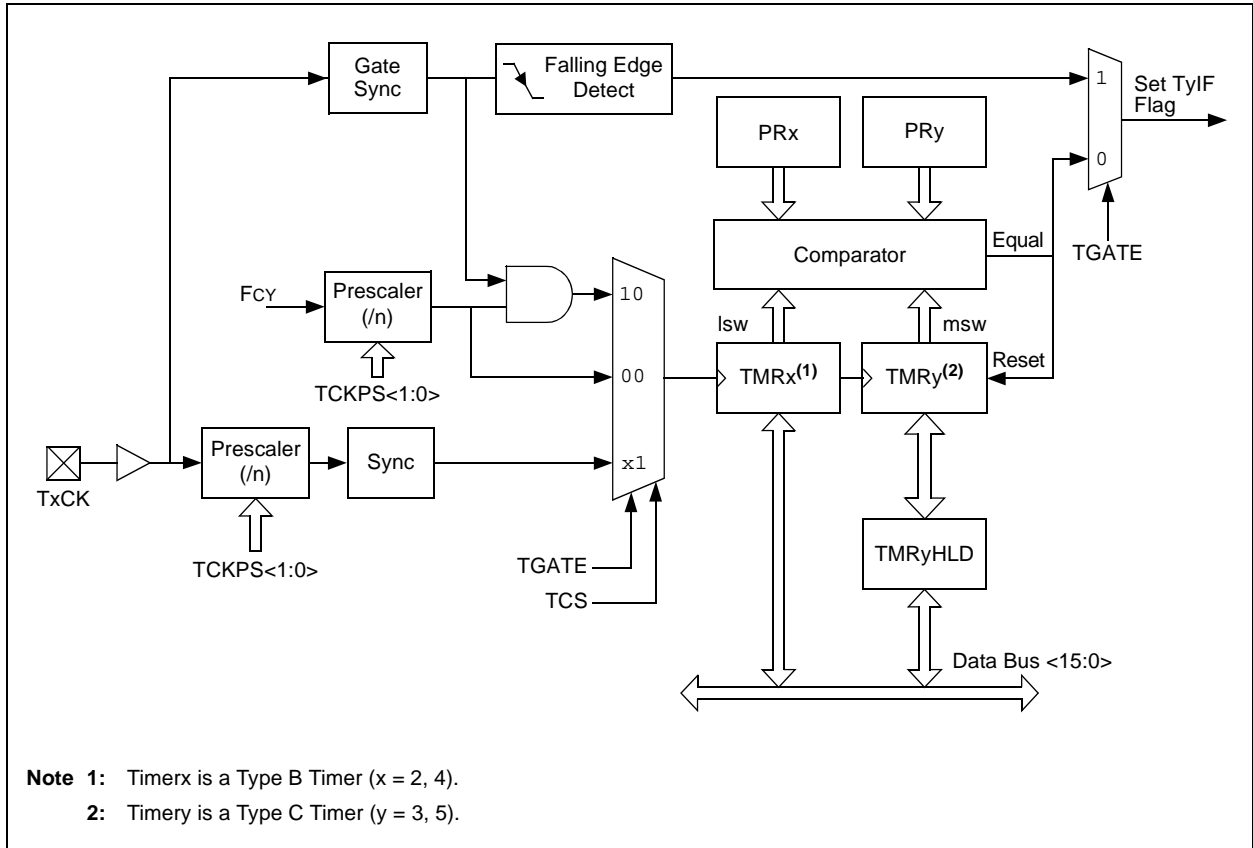 Gate
Sync
Falling Edge
Detect
1
Set TyIF
Flag
PRx
PRy
0
Comparator
Equal
TGATE
FCY
Prescaler
(/n)
10
lsw
msw
TCKPS<1:0>
00
TMRx(1)
TMRy(2)
Reset
TxCK
Prescaler
(/n)
Sync
x1
TCKPS<1:0>
TGATE
TCS
TMRyHLD
Data Bus <15:0>
Note 1: Timerx is a Type B Timer (x = 2, 4).
2: Timery is a Type C Timer (y = 3, 5).